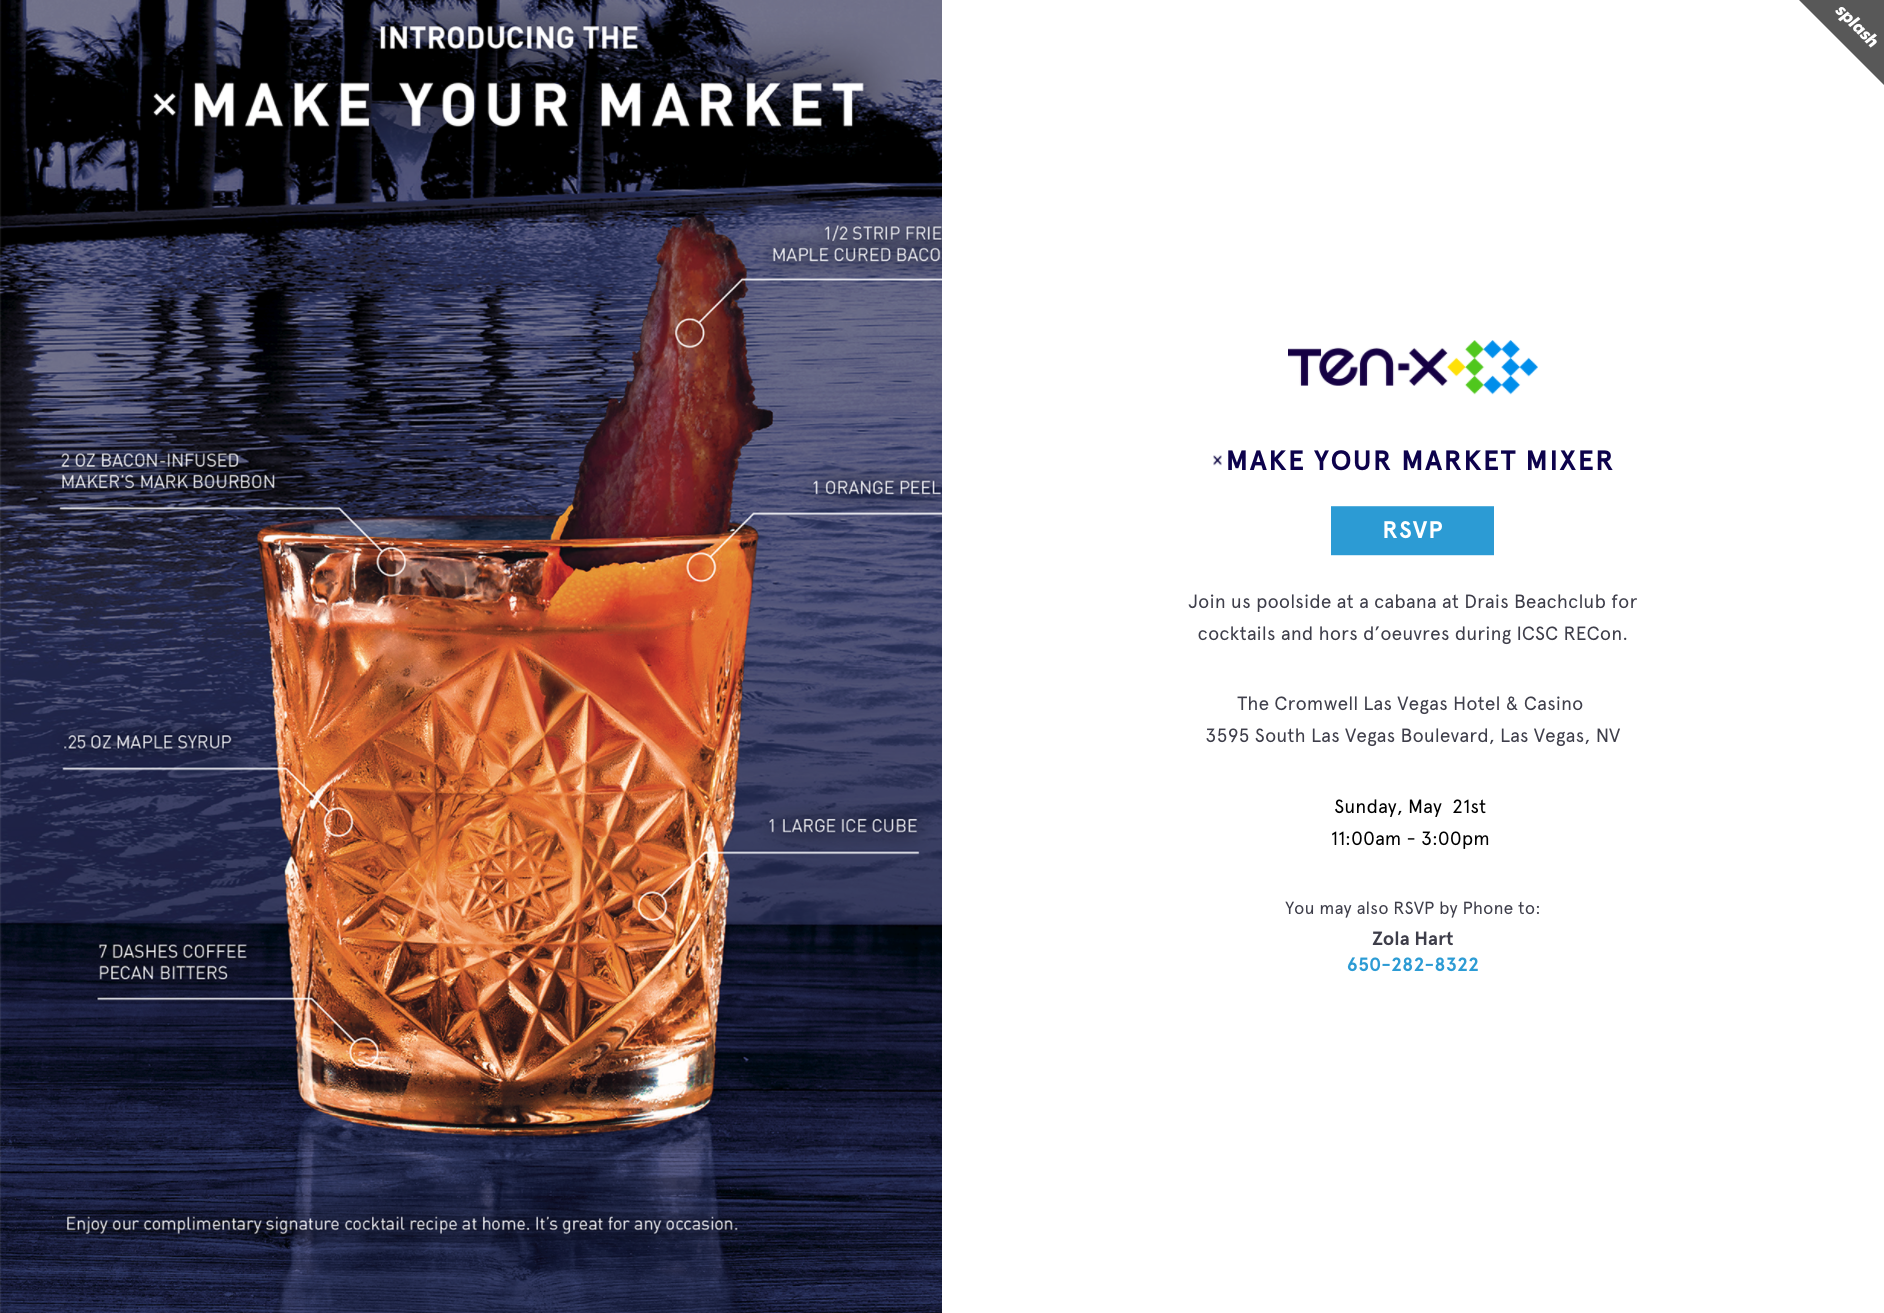 INTRODUCING THE
×MAKE YOUR MARKET
1/2 STRIP FRIE
MAPLE CURED BACO
2 OZ BACON-INFUSED
MAKER'S MARK BOURBON
1 ORANGE PEEL
.25 OZ MAPLE SYRUP
1 LARGE ICE CUBE
7 DASHES COFFEE
PECAN BITTERS
Enjoy our complimentary signature cocktail recipe at home. It's great for any occasion.
splash
Ten-X
×MAKE YOUR MARKET MIXER
RSVP
Join us poolside at a cabana at Drais Beachclub for
cocktails and hors d'oeuvres during ICSC RECon.
The Cromwell Las Vegas Hotel & Casino
3595 South Las Vegas Boulevard, Las Vegas, NV
Sunday, May 21st
11:00am - 3:00pm
You may also RSVP by Phone to:
Zola Hart
650-282-8322